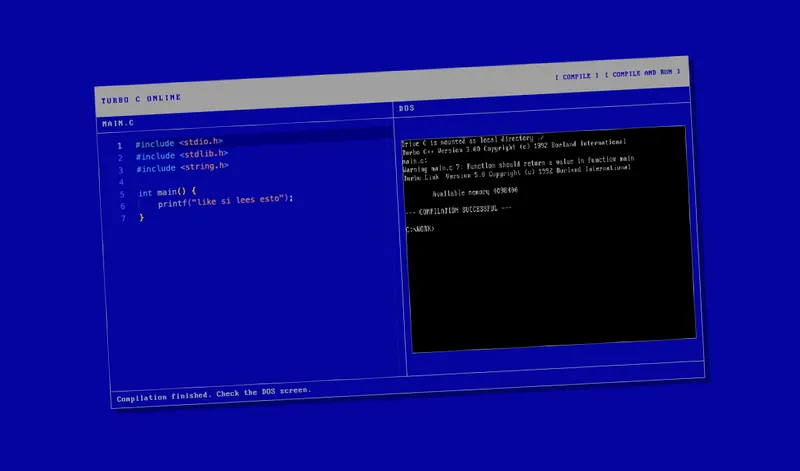 TURBO C ONLINE
[ COMPILE ] [ COMPILE AND RUN ]
MAIN.C
1 #include <stdio.h>
2 #include <stdlib.h>
3 #include <string.h>
4
5 int main() {
6 printf("like si lees esto");
7 }
DOS
Drive C is mounted as local directory ./
Turbo C++ Version 3.00 Copyright (c) 1992 Borland International
main.c:
Warning main.c 7: Function should return a value in function main
Turbo Link Version 5.0 Copyright (c) 1992 Borland International
Available memory 4098400
--- COMPILATION SUCCESSFUL ---
C:\WORK>
Compilation finished. Check the DOS screen.